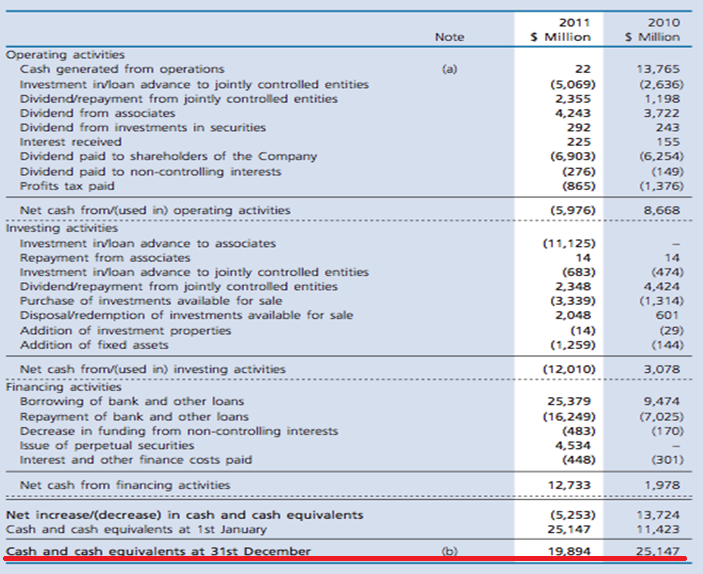 2011 2010
Note $ Million $ Million
Operating activities
Cash generated from operations (a) 22 13,765
Investment in/loan advance to jointly controlled entities (5,069) (2,636)
Dividend/repayment from jointly controlled entities 2,355 1,198
Dividend from associates 4,243 3,722
Dividend from investments in securities 292 243
Interest received 225 155
Dividend paid to shareholders of the Company (6,903) (6,254)
Dividend paid to non-controlling interests (276) (149)
Profits tax paid (865) (1,376)
Net cash from/(used in) operating activities (5,976) 8,668
Investing activities
Investment in/loan advance to associates (11,125) –
Repayment from associates 14 14
Investment in/loan advance to jointly controlled entities (683) (474)
Dividend/repayment from jointly controlled entities 2,348 4,424
Purchase of investments available for sale (3,339) (1,314)
Disposal/redemption of investments available for sale 2,048 601
Addition of investment properties (14) (29)
Addition of fixed assets (1,259) (144)
Net cash from/(used in) investing activities (12,010) 3,078
Financing activities
Borrowing of bank and other loans 25,379 9,474
Repayment of bank and other loans (16,249) (7,025)
Decrease in funding from non-controlling interests (483) (170)
Issue of perpetual securities 4,534 –
Interest and other finance costs paid (448) (301)
Net cash from financing activities 12,733 1,978
Net increase/(decrease) in cash and cash equivalents (5,253) 13,724
Cash and cash equivalents at 1st January 25,147 11,423
Cash and cash equivalents at 31st December (b) 19,894 25,147